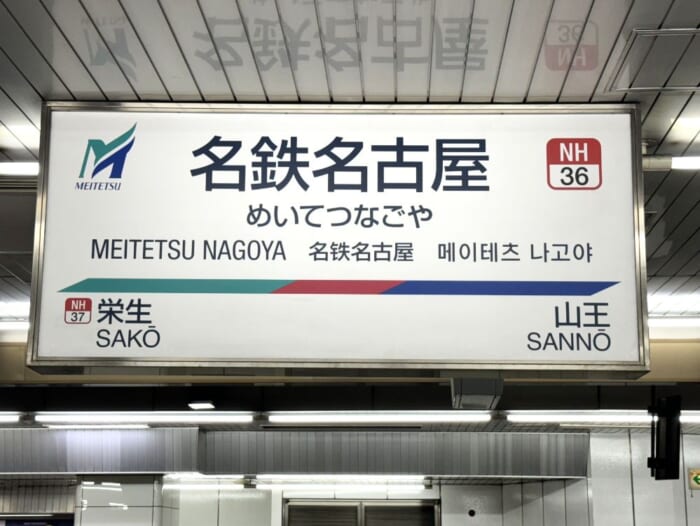 MEITETSU
名鉄名古屋
NH
36
めいてつなごや
MEITETSU NAGOYA 名鉄名古屋 메이테츠 나고야
NH
37
栄生
SAKŌ
山王
SANNŌ